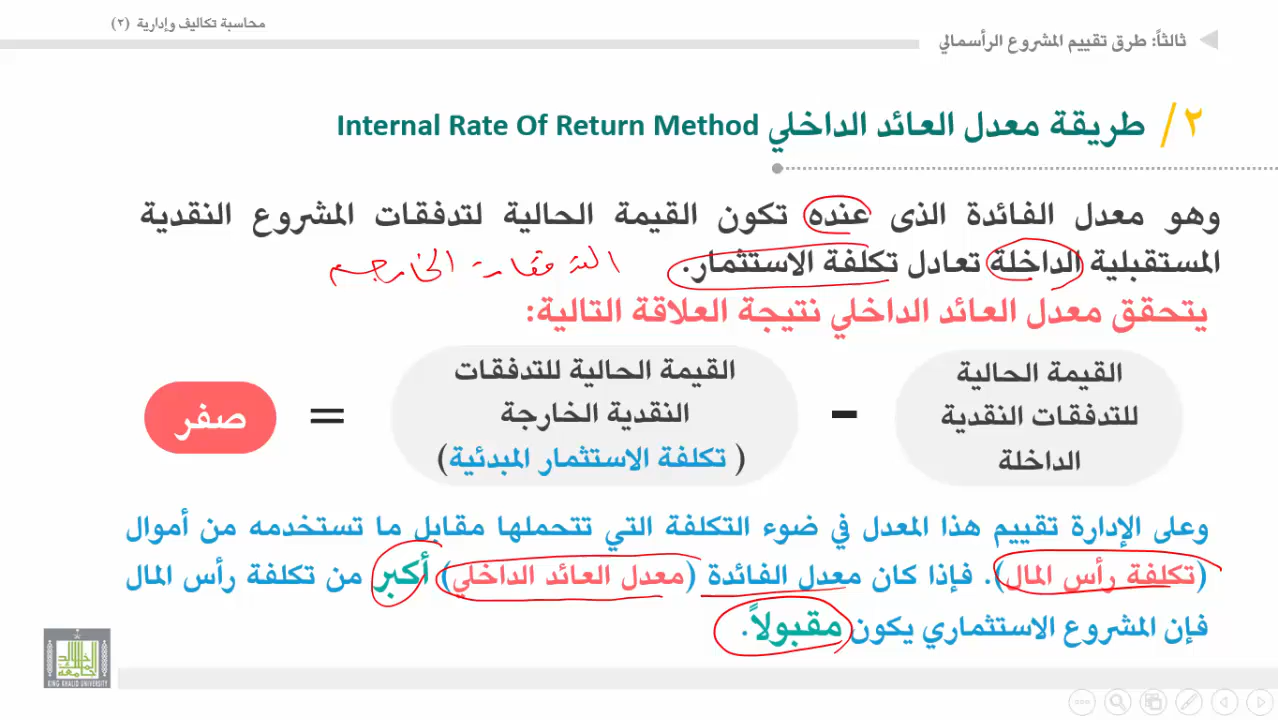 محاسبة تكاليف وإدارية (٢)
ثالثاً: طرق تقييم المشروع الرأسمالي
٢/ طريقة معدل العائد الداخلي Internal Rate Of Return Method
وهو معدل الفائدة الذى عنده تكون القيمة الحالية لتدفقات المشروع النقدية
المستقبلية الداخلة تعادل تكلفة الاستثمار.
الخارجة
يتحقق معدل العائد الداخلي نتيجة العلاقة التالية:
القيمة الحالية
للتدفقات النقدية
الداخلة
-
القيمة الحالية للتدفقات
النقدية الخارجة
(تكلفة الاستثمار المبدئية)
=
صفر
وعلى الإدارة تقييم هذا المعدل في ضوء التكلفة التي تتحملها مقابل ما تستخدمه من أموال
(تكلفة رأس المال). فإذا كان معدل الفائدة (معدل العائد الداخلي) أكبر من تكلفة رأس المال
فإن المشروع الاستثماري يكون مقبولاً.
KING KHALID UNIVERSITY